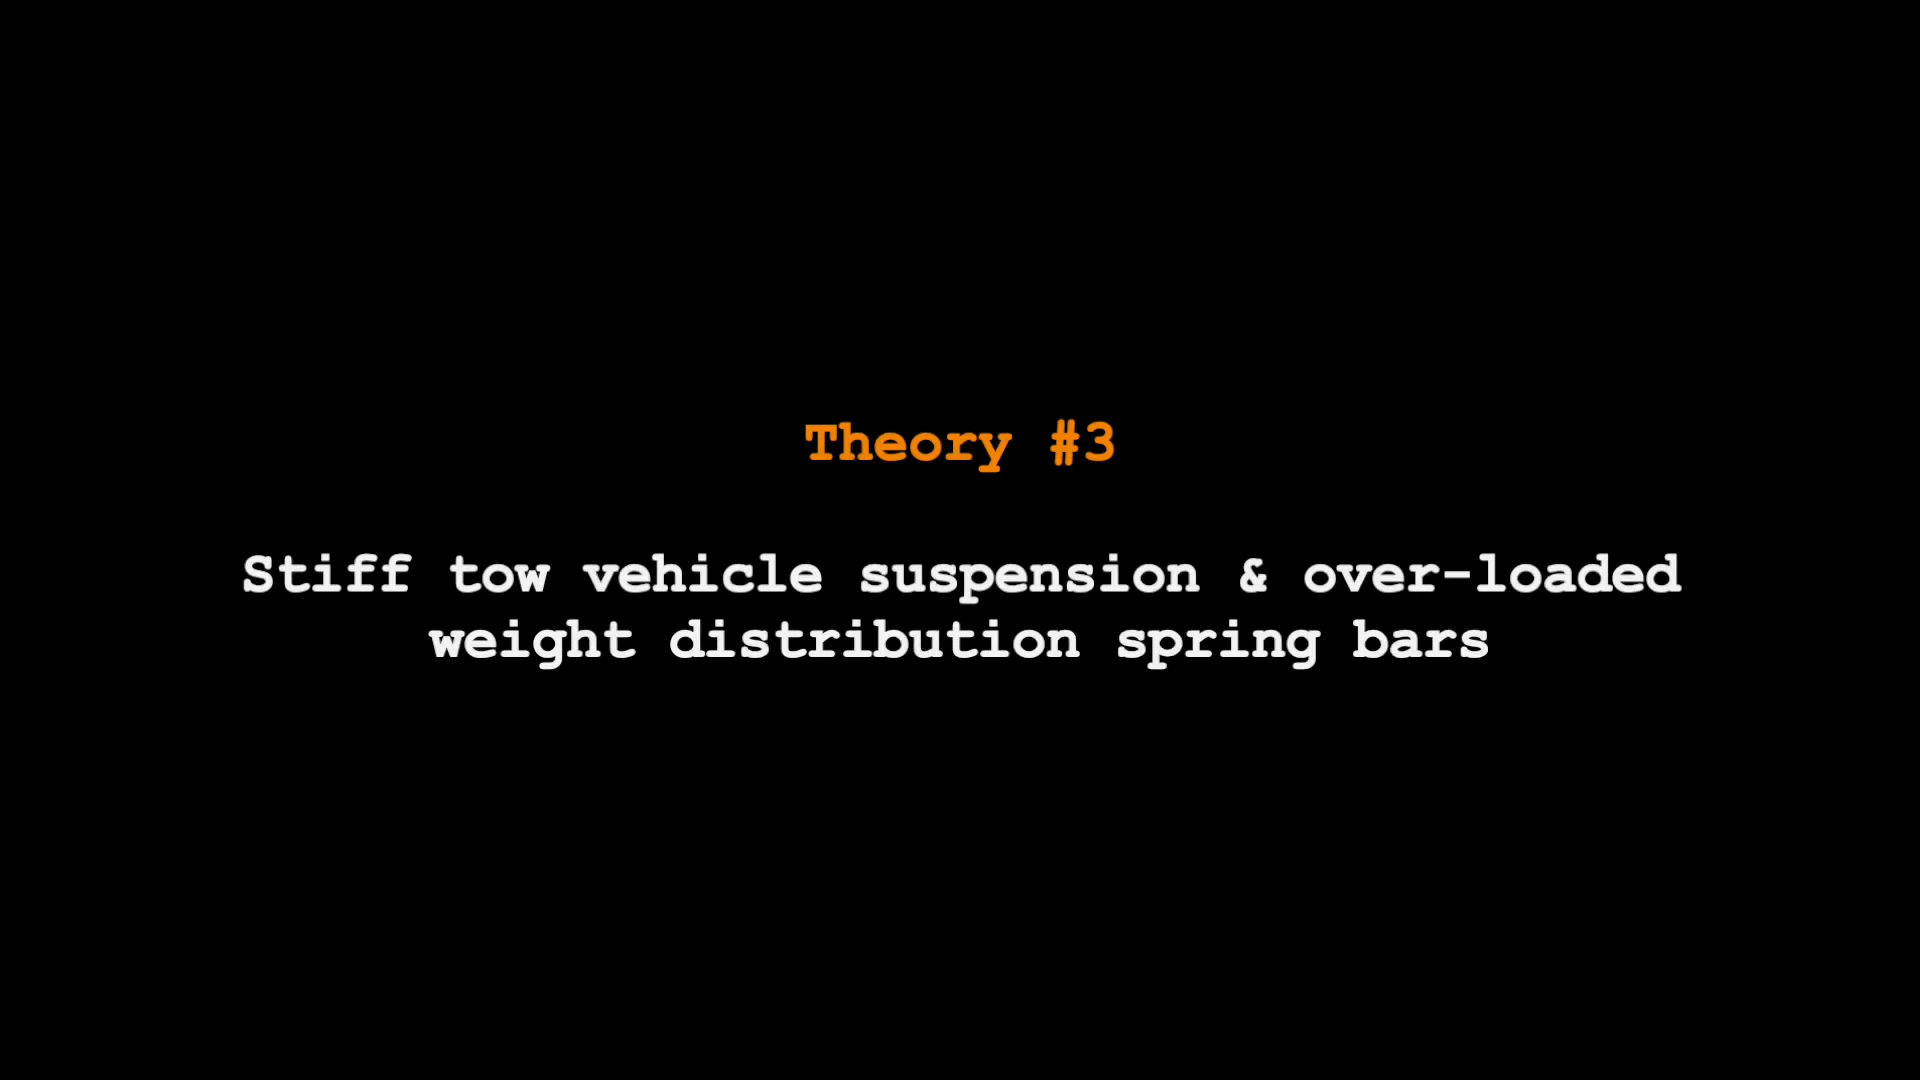 Theory #3
Stiff tow vehicle suspension & over-loaded
weight distribution spring bars